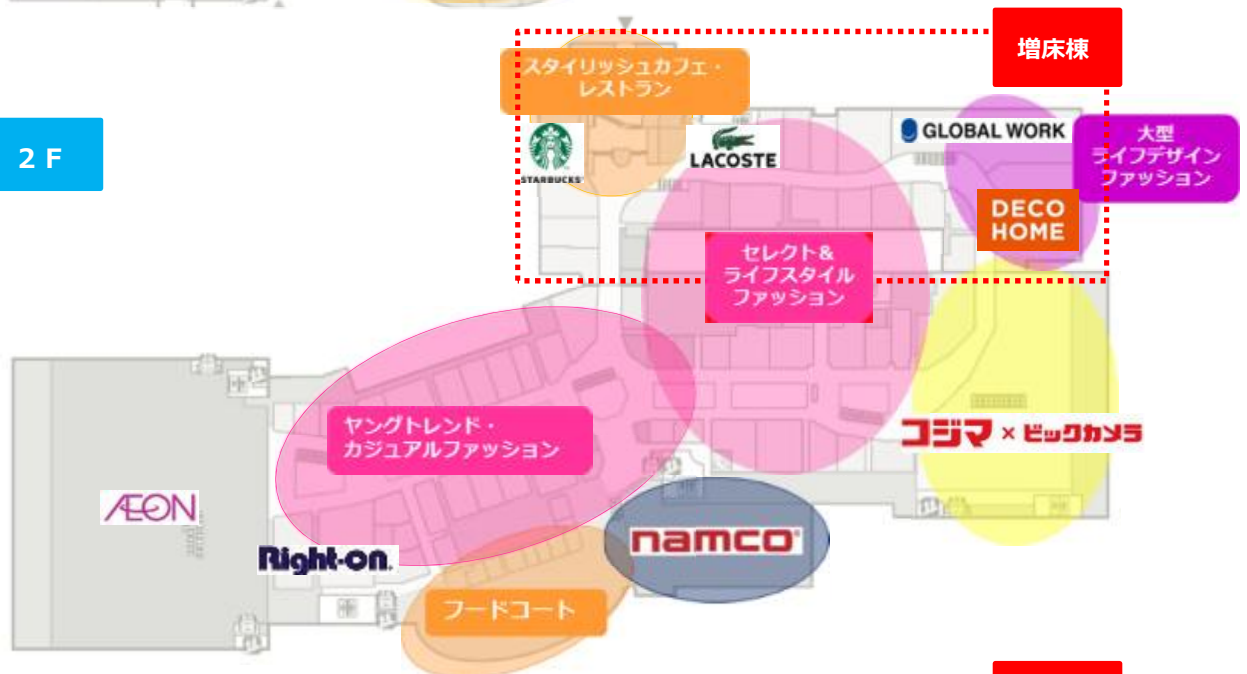 増床棟
スタイリッシュカフェ・
レストラン
2F
STARBUCKS
LACOSTE
GLOBAL WORK
大型
ライフデザイン
ファッション
DECO
HOME
セレクト&
ライフスタイル
ファッション
ヤングトレンド・
カジュアルファッション
コジマ×ビックカメラ
ÆON
Right-on.
namco
フードコート